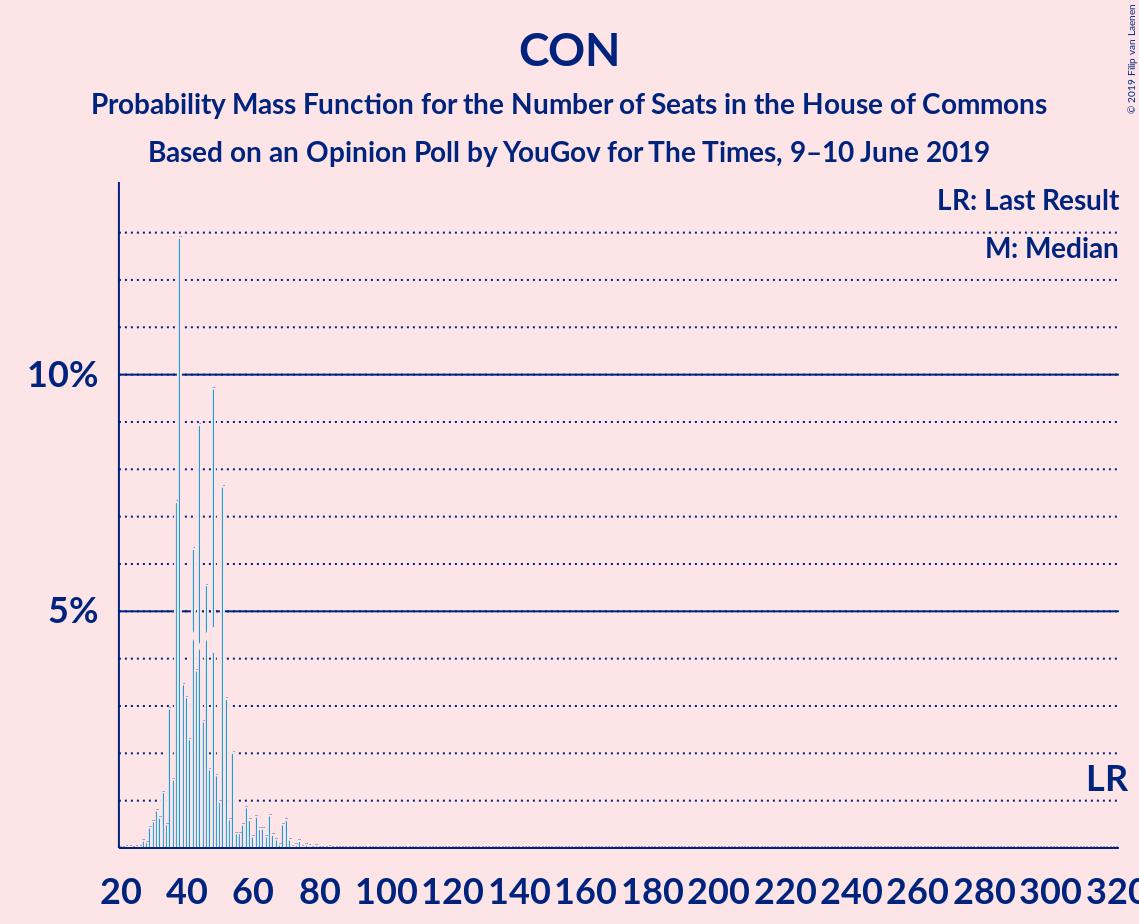 CON
Probability Mass Function for the Number of Seats in the House of Commons
Based on an Opinion Poll by YouGov for The Times, 9–10 June 2019
© 2019 Filip van Laenen
LR: Last Result
M: Median
10%
5%
LR
20 40 60 80 100 120 140 160 180 200 220 240 260 280 300 320